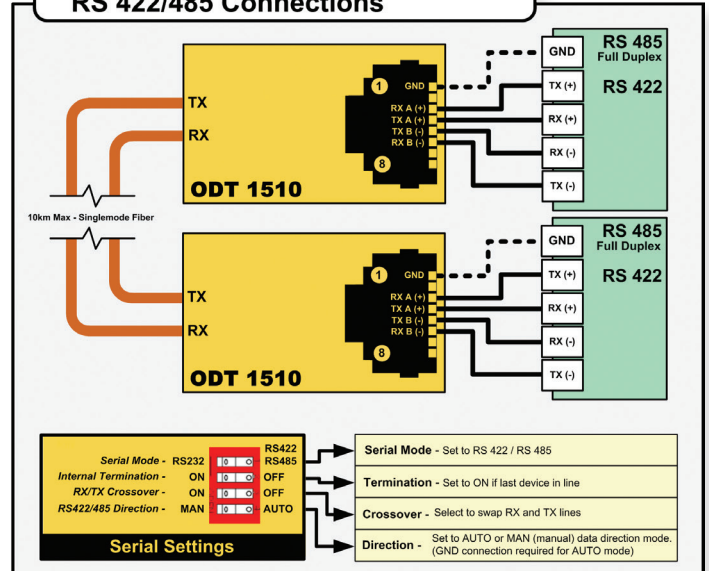 RS 422/485 Connections
TX
RX
ODT 1510
1
GND
RX A (+)
TX A (+)
TX B (-)
RX B (-)
8
GND
TX (+)
RX (+)
RX (-)
TX (-)
RS 485
Full Duplex
RS 422
10km Max - Singlemode Fiber
TX
RX
ODT 1510
1
GND
RX A (+)
TX A (+)
TX B (-)
RX B (-)
8
GND
TX (+)
RX (+)
RX (-)
TX (-)
RS 485
Full Duplex
RS 422
RS422
Serial Mode - RS232 RS485
Internal Termination - ON OFF
RX/TX Crossover - ON OFF
RS422/485 Direction - MAN AUTO
Serial Settings
Serial Mode - Set to RS 422 / RS 485
Termination - Set to ON if last device in line
Crossover - Select to swap RX and TX lines
Direction - Set to AUTO or MAN (manual) data direction mode.
(GND connection required for AUTO mode)